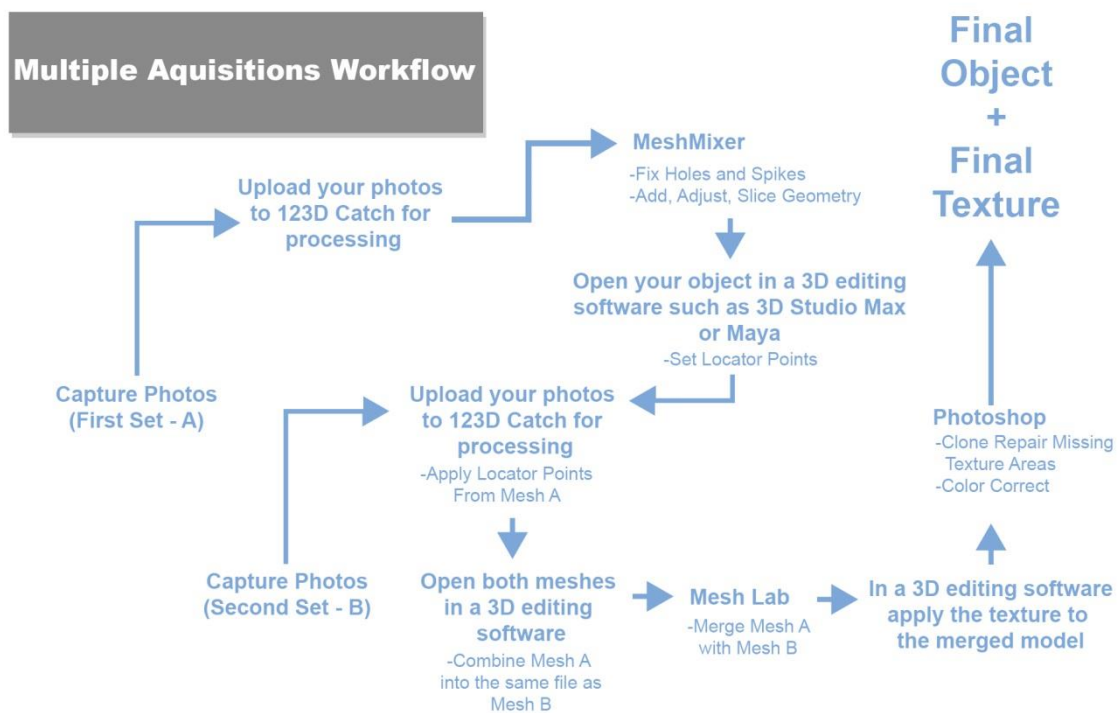 Multiple Aquisitions Workflow
Capture Photos
(First Set - A)
Upload your photos
to 123D Catch for
processing
MeshMixer
-Fix Holes and Spikes
-Add, Adjust, Slice Geometry
Open your object in a 3D editing
software such as 3D Studio Max
or Maya
-Set Locator Points
Capture Photos
(Second Set - B)
Upload your photos
to 123D Catch for
processing
-Apply Locator Points
From Mesh A
Open both meshes
in a 3D editing
software
-Combine Mesh A
into the same file as
Mesh B
Mesh Lab
-Merge Mesh A
with Mesh B
In a 3D editing software
apply the texture to
the merged model
Photoshop
-Clone Repair Missing
Texture Areas
-Color Correct
Final
Object
+
Final
Texture